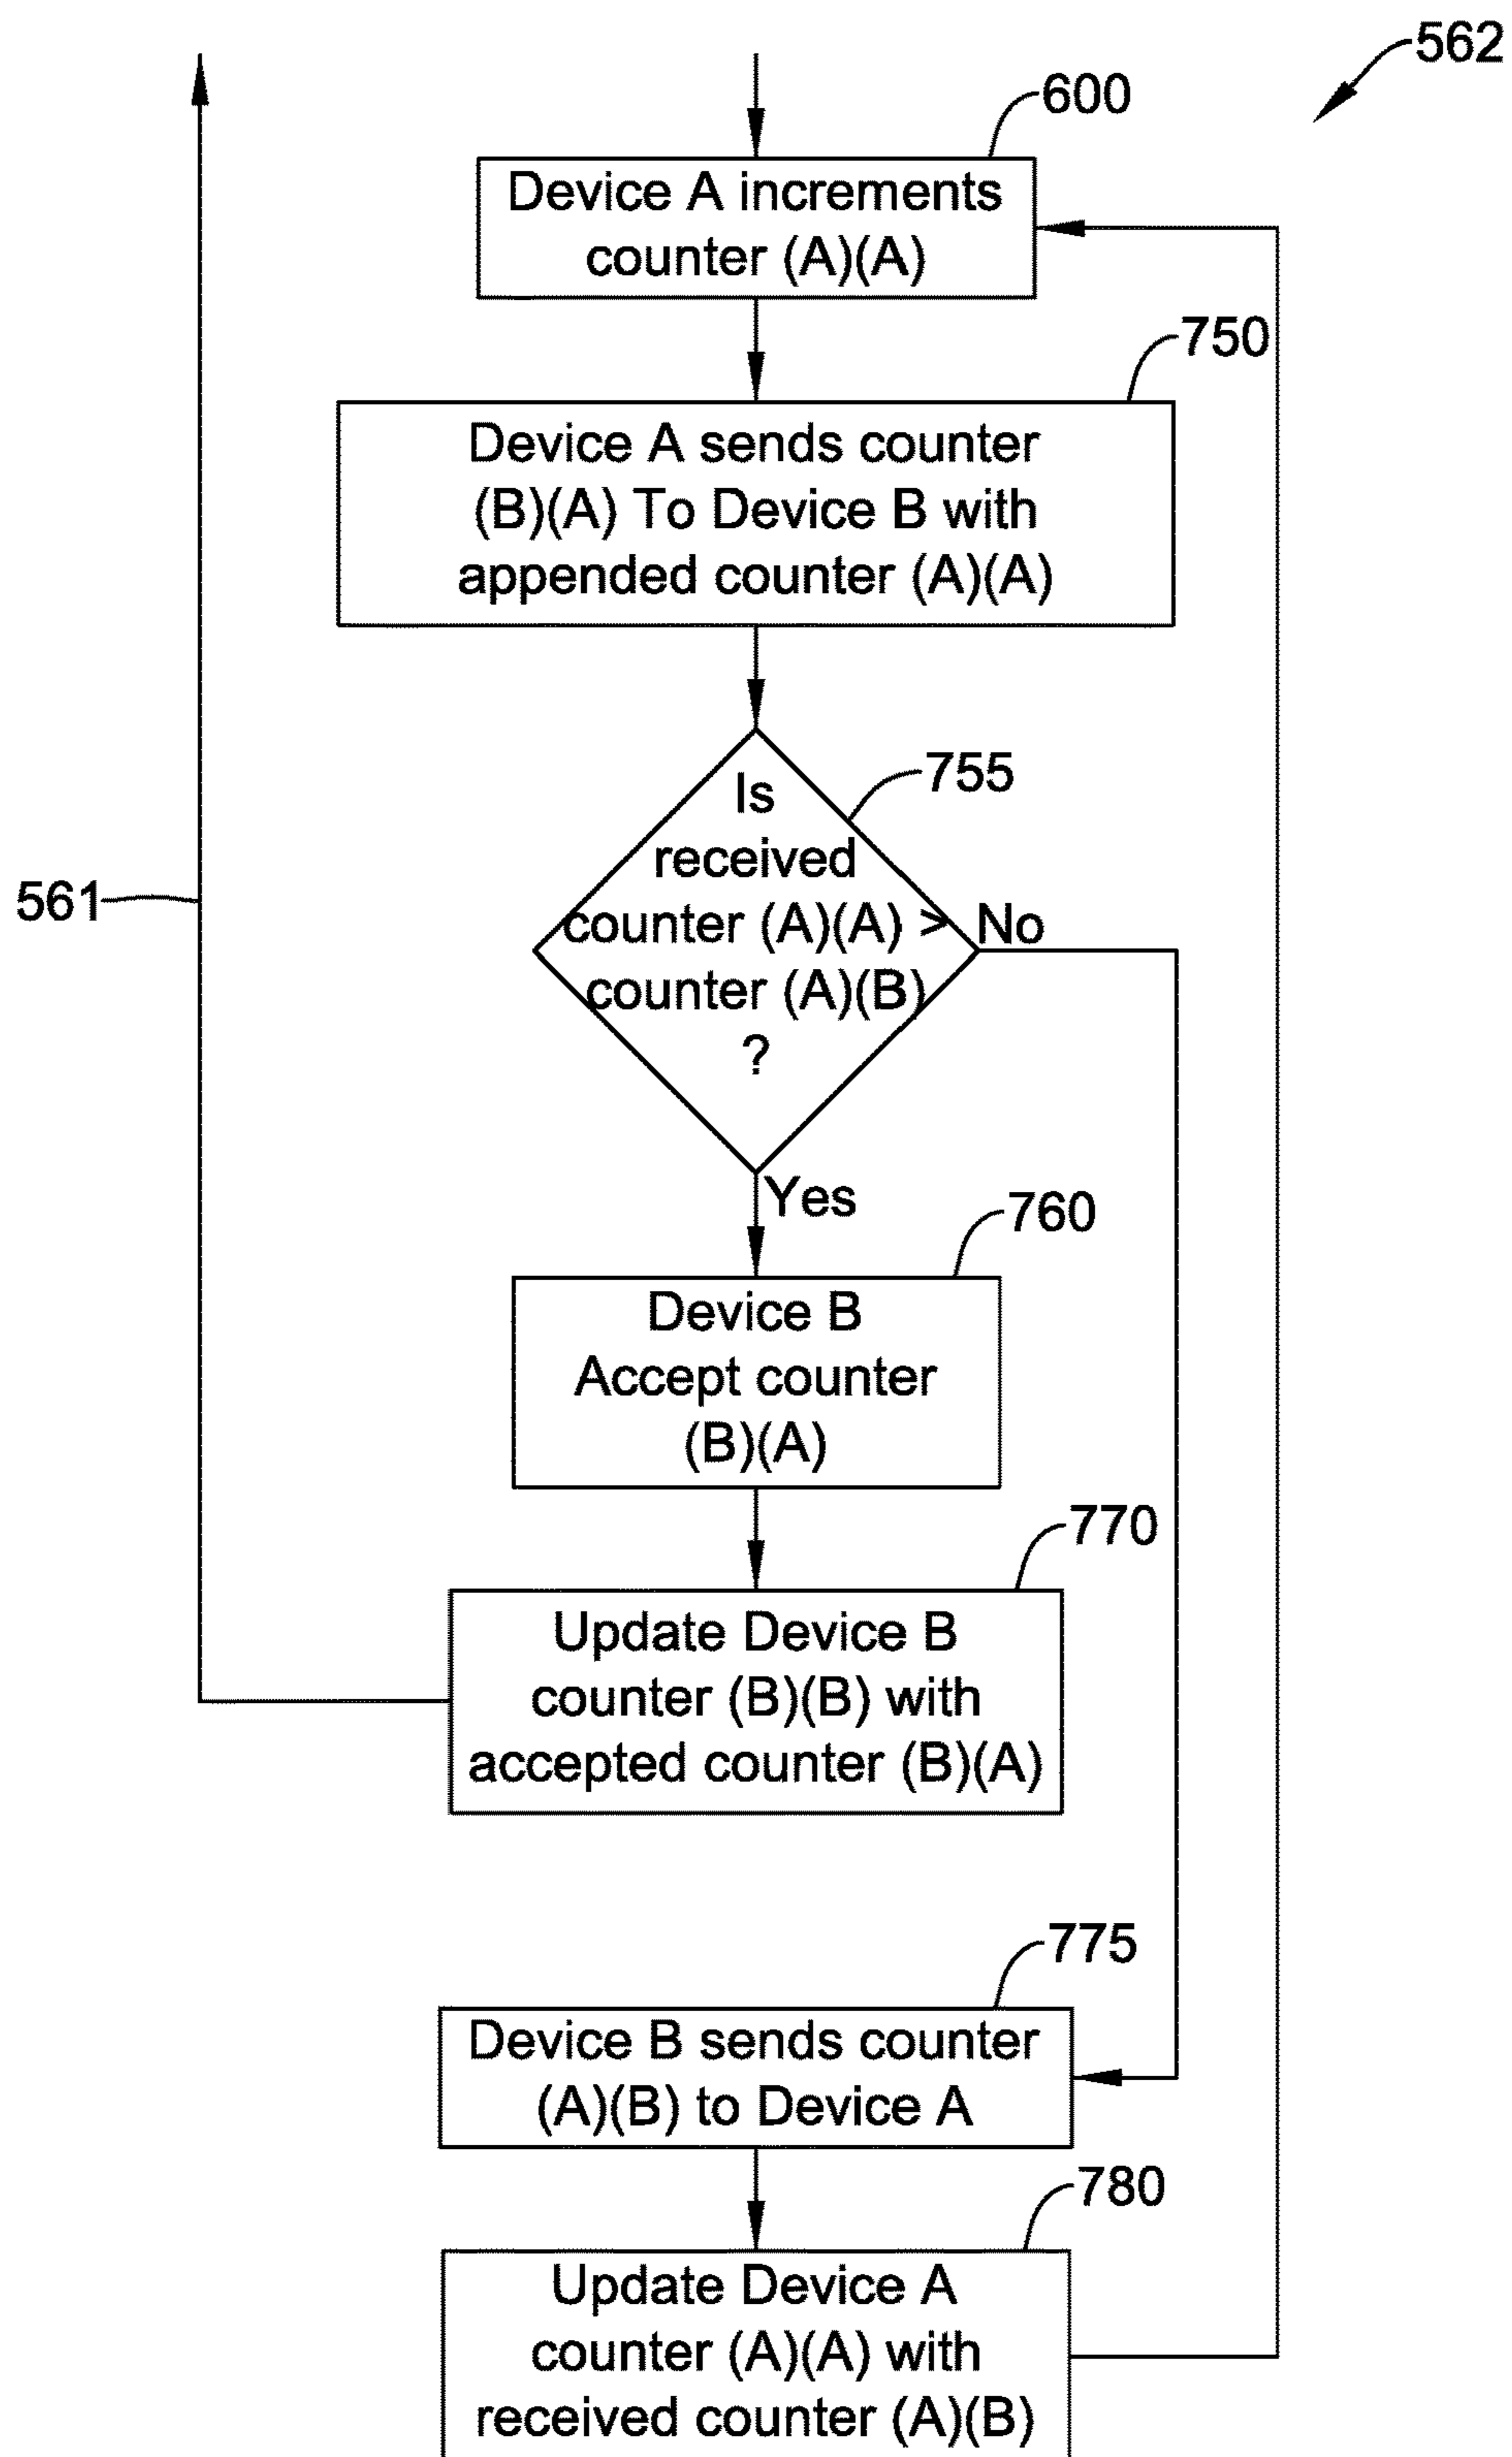 562
600
Device A increments
counter (A)(A)
750
Device A sends counter
(B)(A) To Device B with
appended counter (A)(A)
755
Is
received
counter (A)(A) >
counter (A)(B)
?
No
561
Yes
760
Device B
Accept counter
(B)(A)
770
Update Device B
counter (B)(B) with
accepted counter (B)(A)
775
Device B sends counter
(A)(B) to Device A
780
Update Device A
counter (A)(A) with
received counter (A)(B)